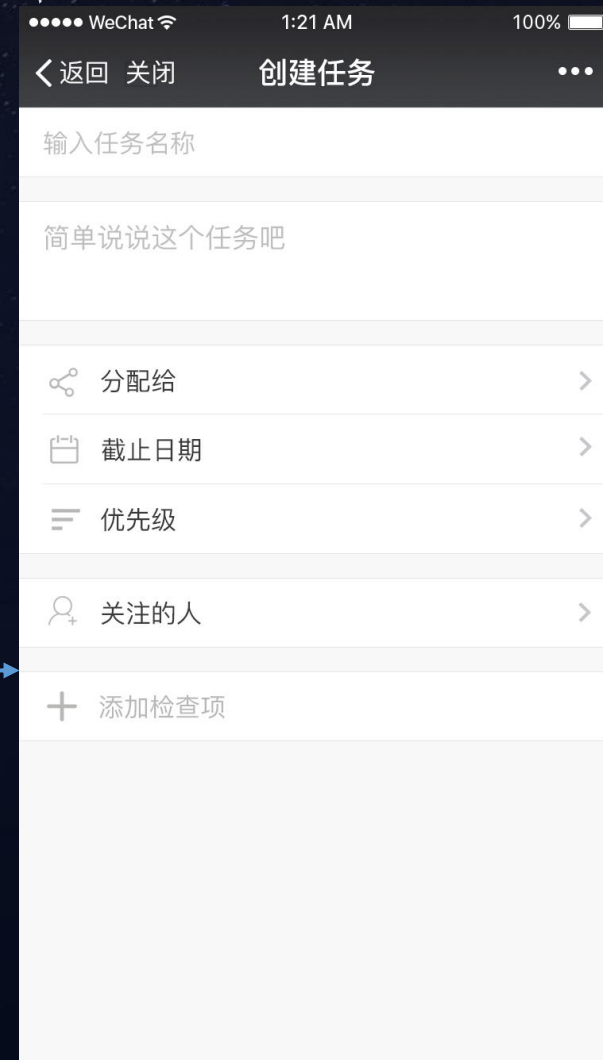 WeChat 1:21 AM 100%
返回 关闭 创建任务
输入任务名称
简单说说这个任务吧
分配给
截止日期
优先级
关注的人
添加检查项